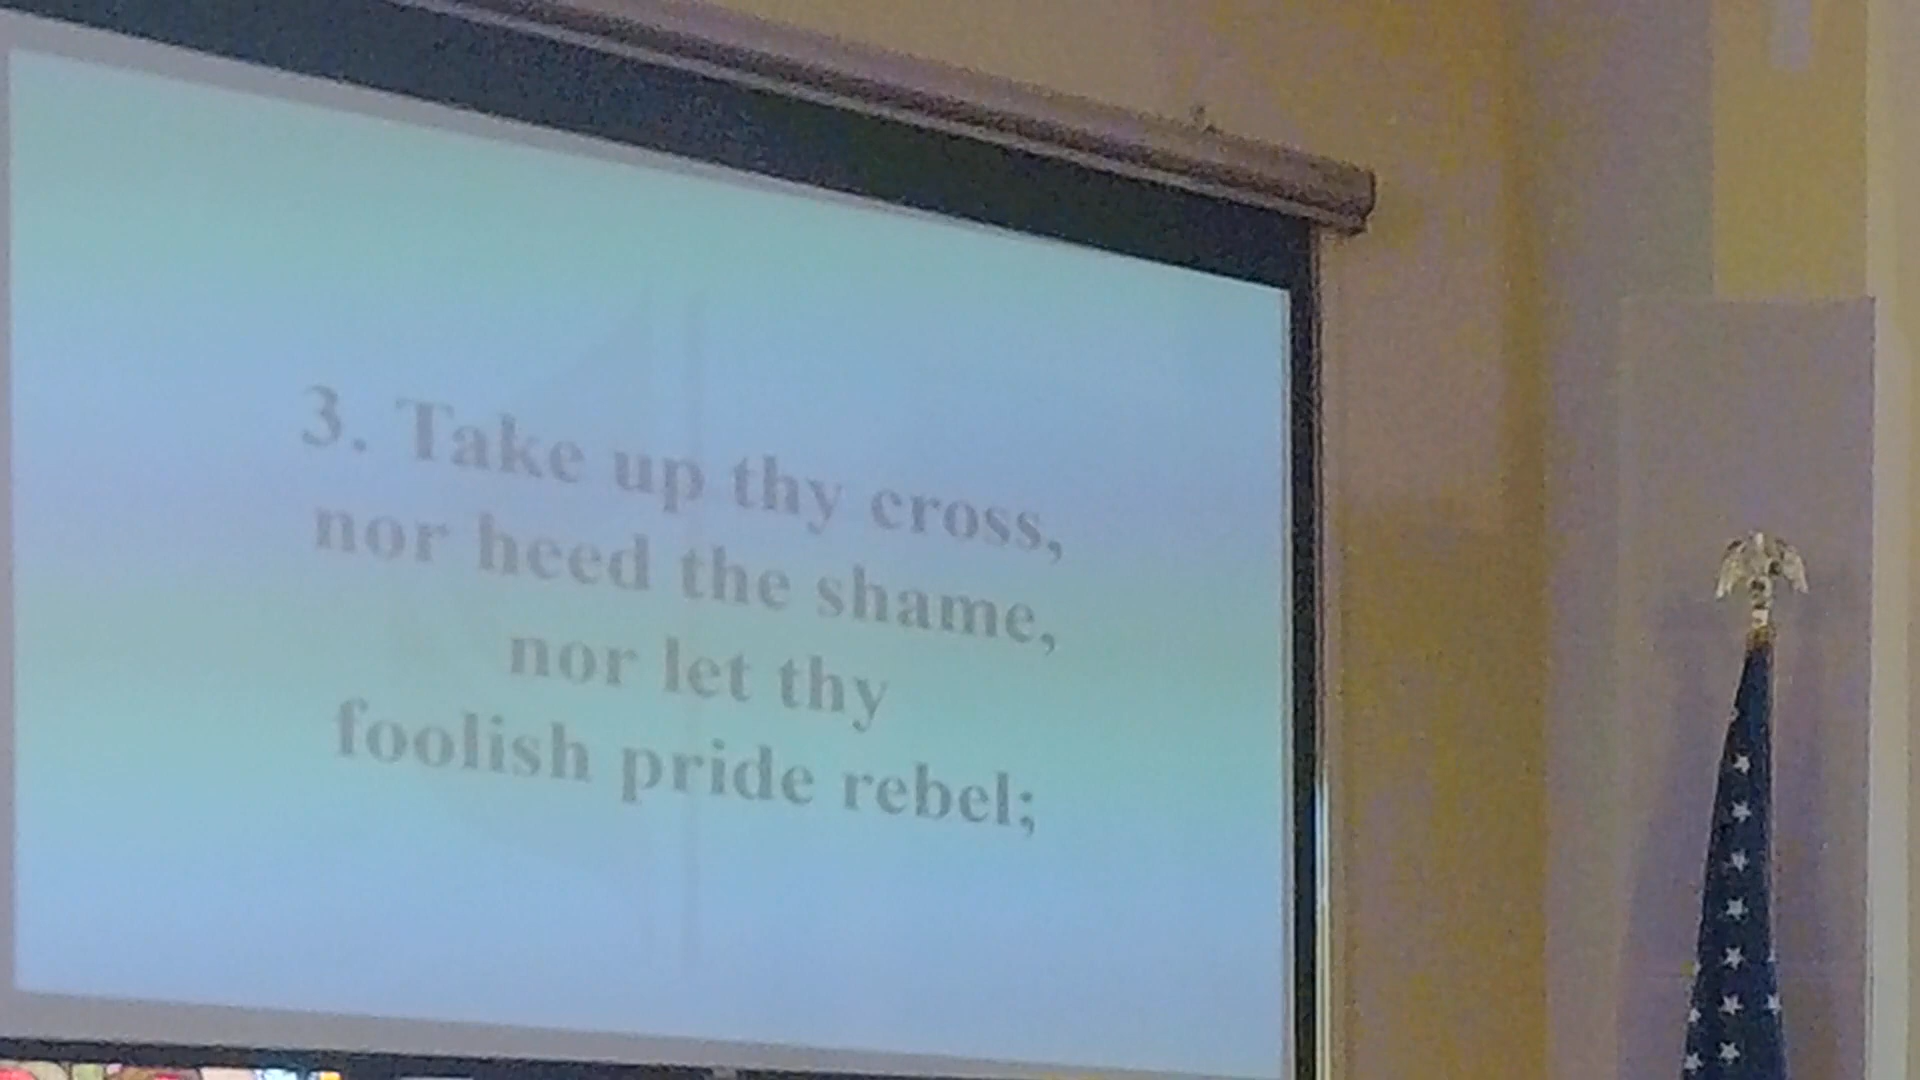 3. Take up thy cross,
nor heed the shame,
nor let thy
foolish pride rebel;